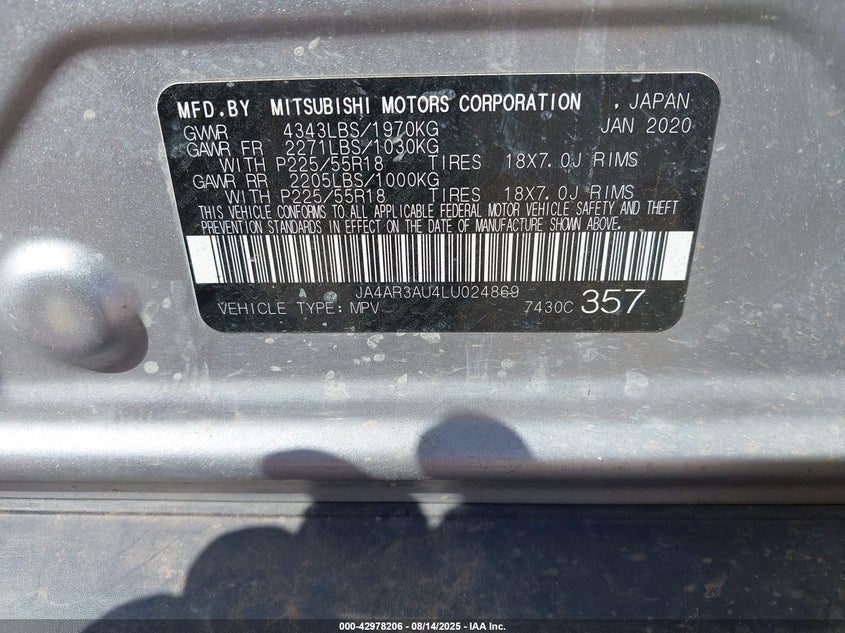 MFD.BY MITSUBISHI MOTORS CORPORATION , JAPAN
GVWR 4343LBS/1970KG JAN 2020
GAWR FR 2271LBS/1030KG
WITH P225/55R18 TIRES 18X7.0J RIMS
GAWR RR 2205LBS/1000KG
WITH P225/55R18 TIRES 18X7.0J RIMS
THIS VEHICLE CONFORMS TO ALL APPLICABLE FEDERAL MOTOR VEHICLE SAFETY AND THEFT
PREVENTION STANDARDS IN EFFECT ON THE DATE OF MANUFACTURE SHOWN ABOVE.
JA4AR3AU4LU024869
VEHICLE TYPE: MPV 7430C 357
000-42978206 - 08/14/2025 - IAA Inc.